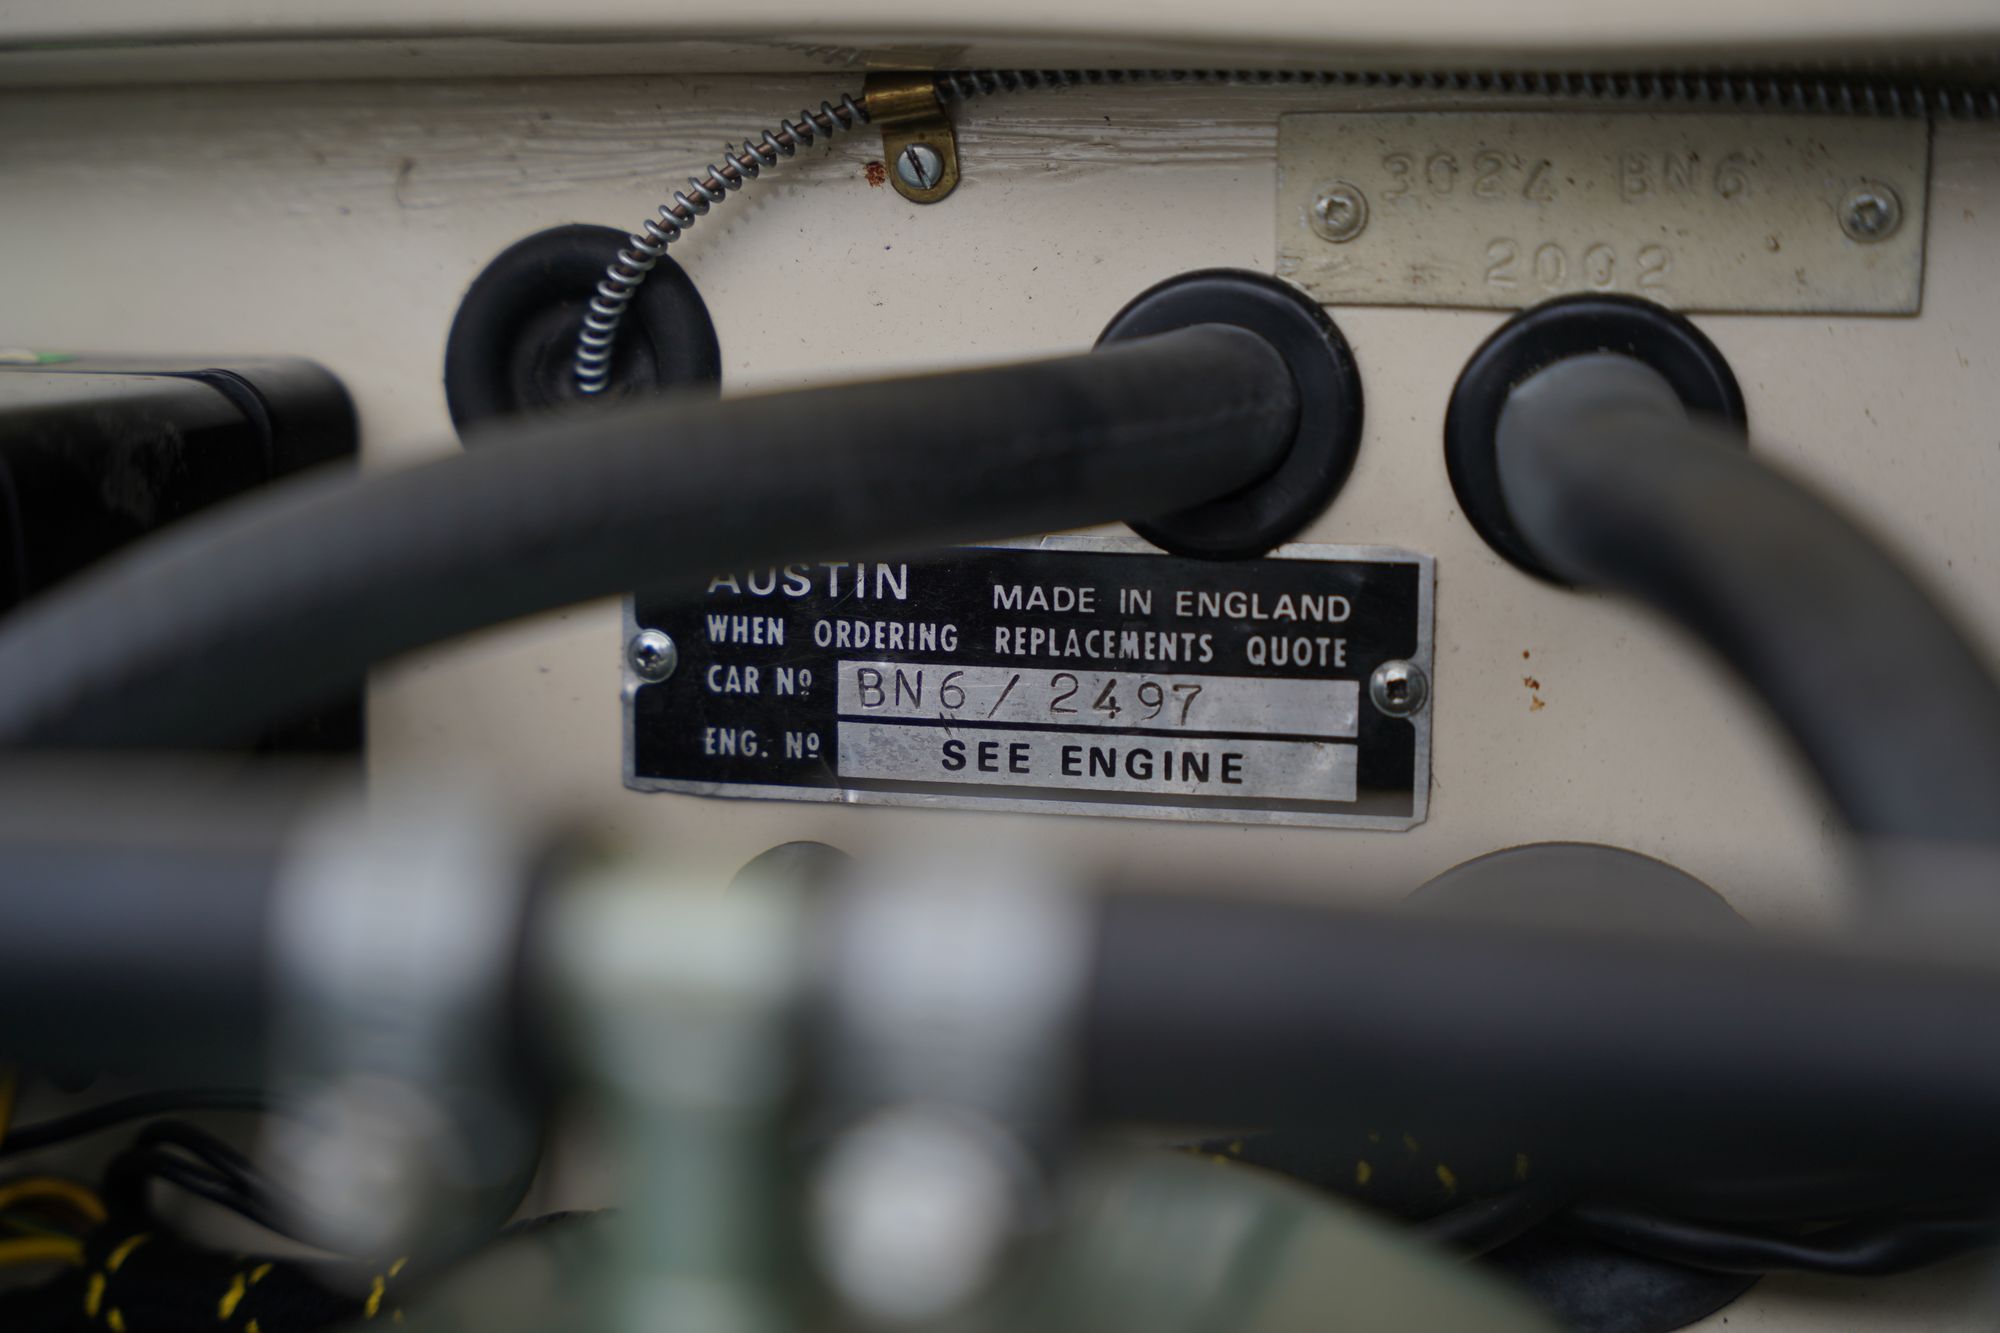 3024 BN6
2002
AUSTIN
MADE IN ENGLAND
WHEN ORDERING REPLACEMENTS QUOTE
CAR Nº BN6 / 2497
ENG. Nº SEE ENGINE